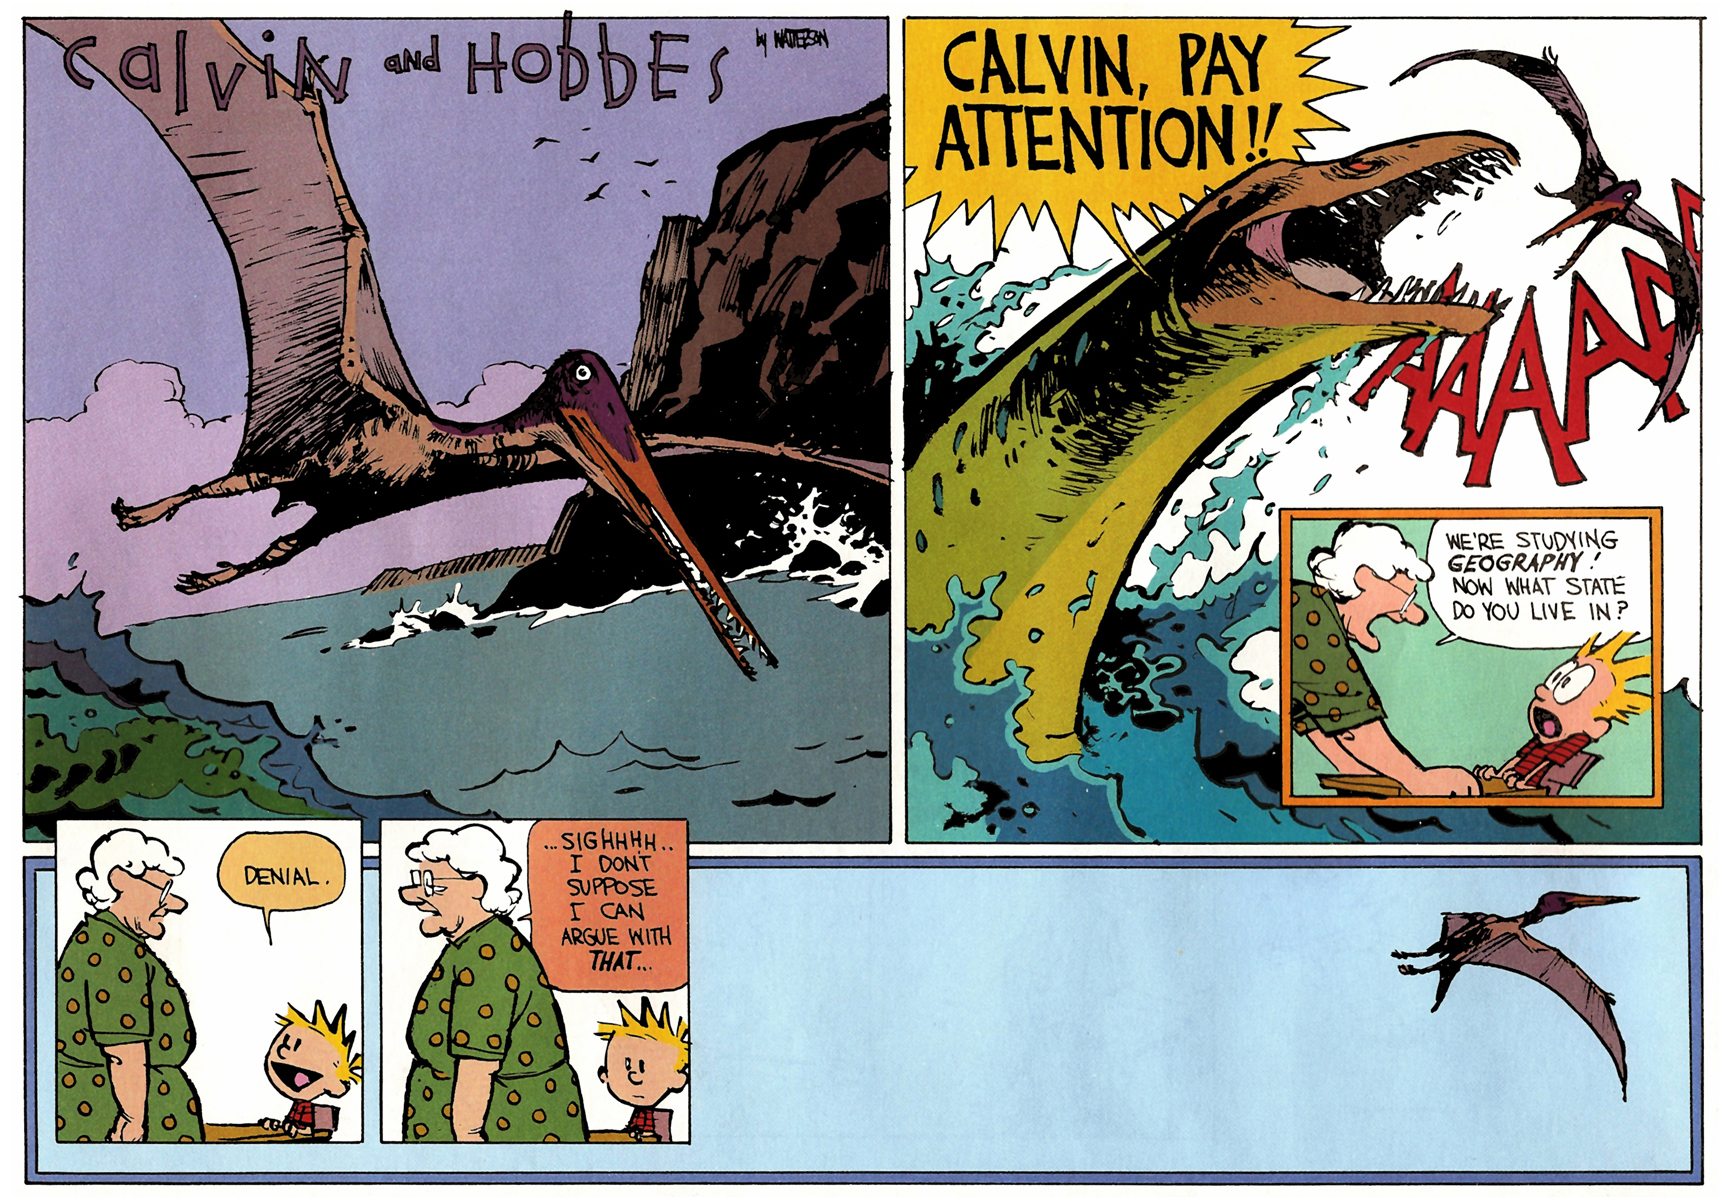 Calvin and HobbEs by WATTERSON
CALVIN, PAY
ATTENTION!!
AAAAAA
WE'RE STUDYING
GEOGRAPHY!
NOW WHAT STATE
DO YOU LIVE IN?
DENIAL.
...SIGHHHH..
I DON'T
SUPPOSE
I CAN
ARGUE WITH
THAT...